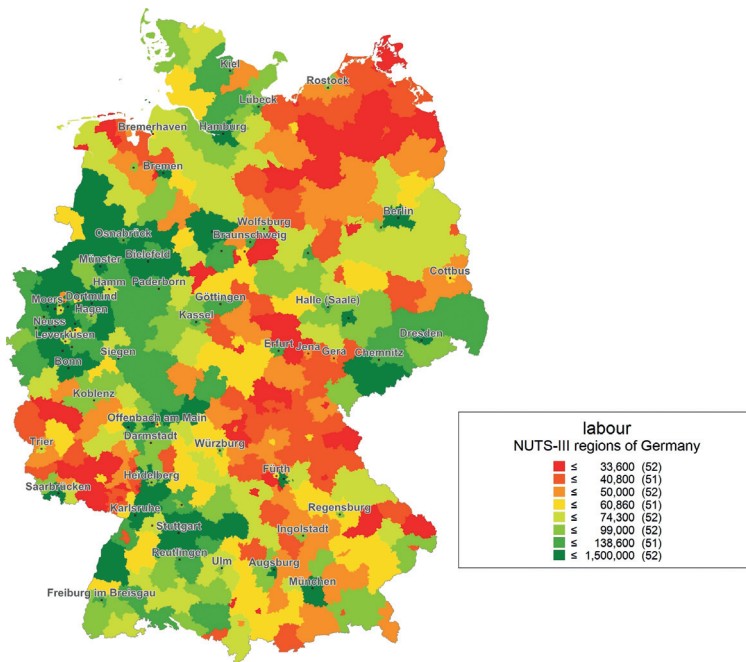 Kiel
Rostock
Lübeck
Bremerhaven
Hamburg
Bremen
Berlin
Wolfsburg
Osnabrück
Braunschweig
Münster
Bielefeld
Cottbus
Hamm
Paderborn
Göttingen
Halle (Saale)
Moers
Dortmund
Hagen
Kassel
Neuss
Dresden
Leverkusen
Erfurt
Jena
Gera
Chemnitz
Bonn
Siegen
Koblenz
Offenbach am Main
Trier
Darmstadt
Würzburg
Fürth
Heidelberg
Saarbrücken
Karlsruhe
Regensburg
Stuttgart
Ingolstadt
Reutlingen
Ulm
Augsburg
München
Freiburg im Breisgau
labour
NUTS-III regions of Germany
≤ 33,600 (52)
≤ 40,800 (51)
≤ 50,000 (52)
≤ 60,860 (51)
≤ 74,300 (52)
≤ 99,000 (52)
≤ 138,600 (51)
≤ 1,500,000 (52)